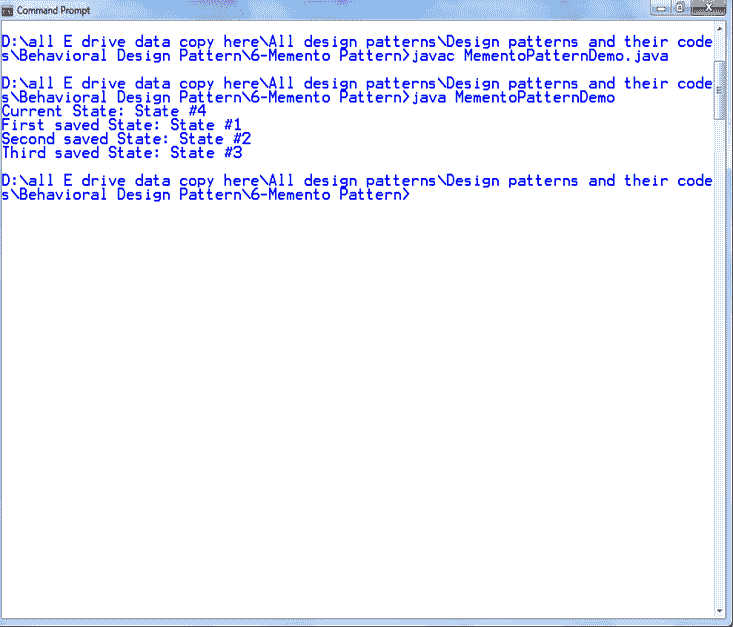 Command Prompt
D:\all E drive data copy here\All design patterns\Design patterns and their code
s\Behavioral Design Pattern\6-Memento Pattern>javac MementoPatternDemo.java
D:\all E drive data copy here\All design patterns\Design patterns and their code
s\Behavioral Design Pattern\6-Memento Pattern>java MementoPatternDemo
Current State: State #4
First saved State: State #1
Second saved State: State #2
Third saved State: State #3
D:\all E drive data copy here\All design patterns\Design patterns and their code
s\Behavioral Design Pattern\6-Memento Pattern>